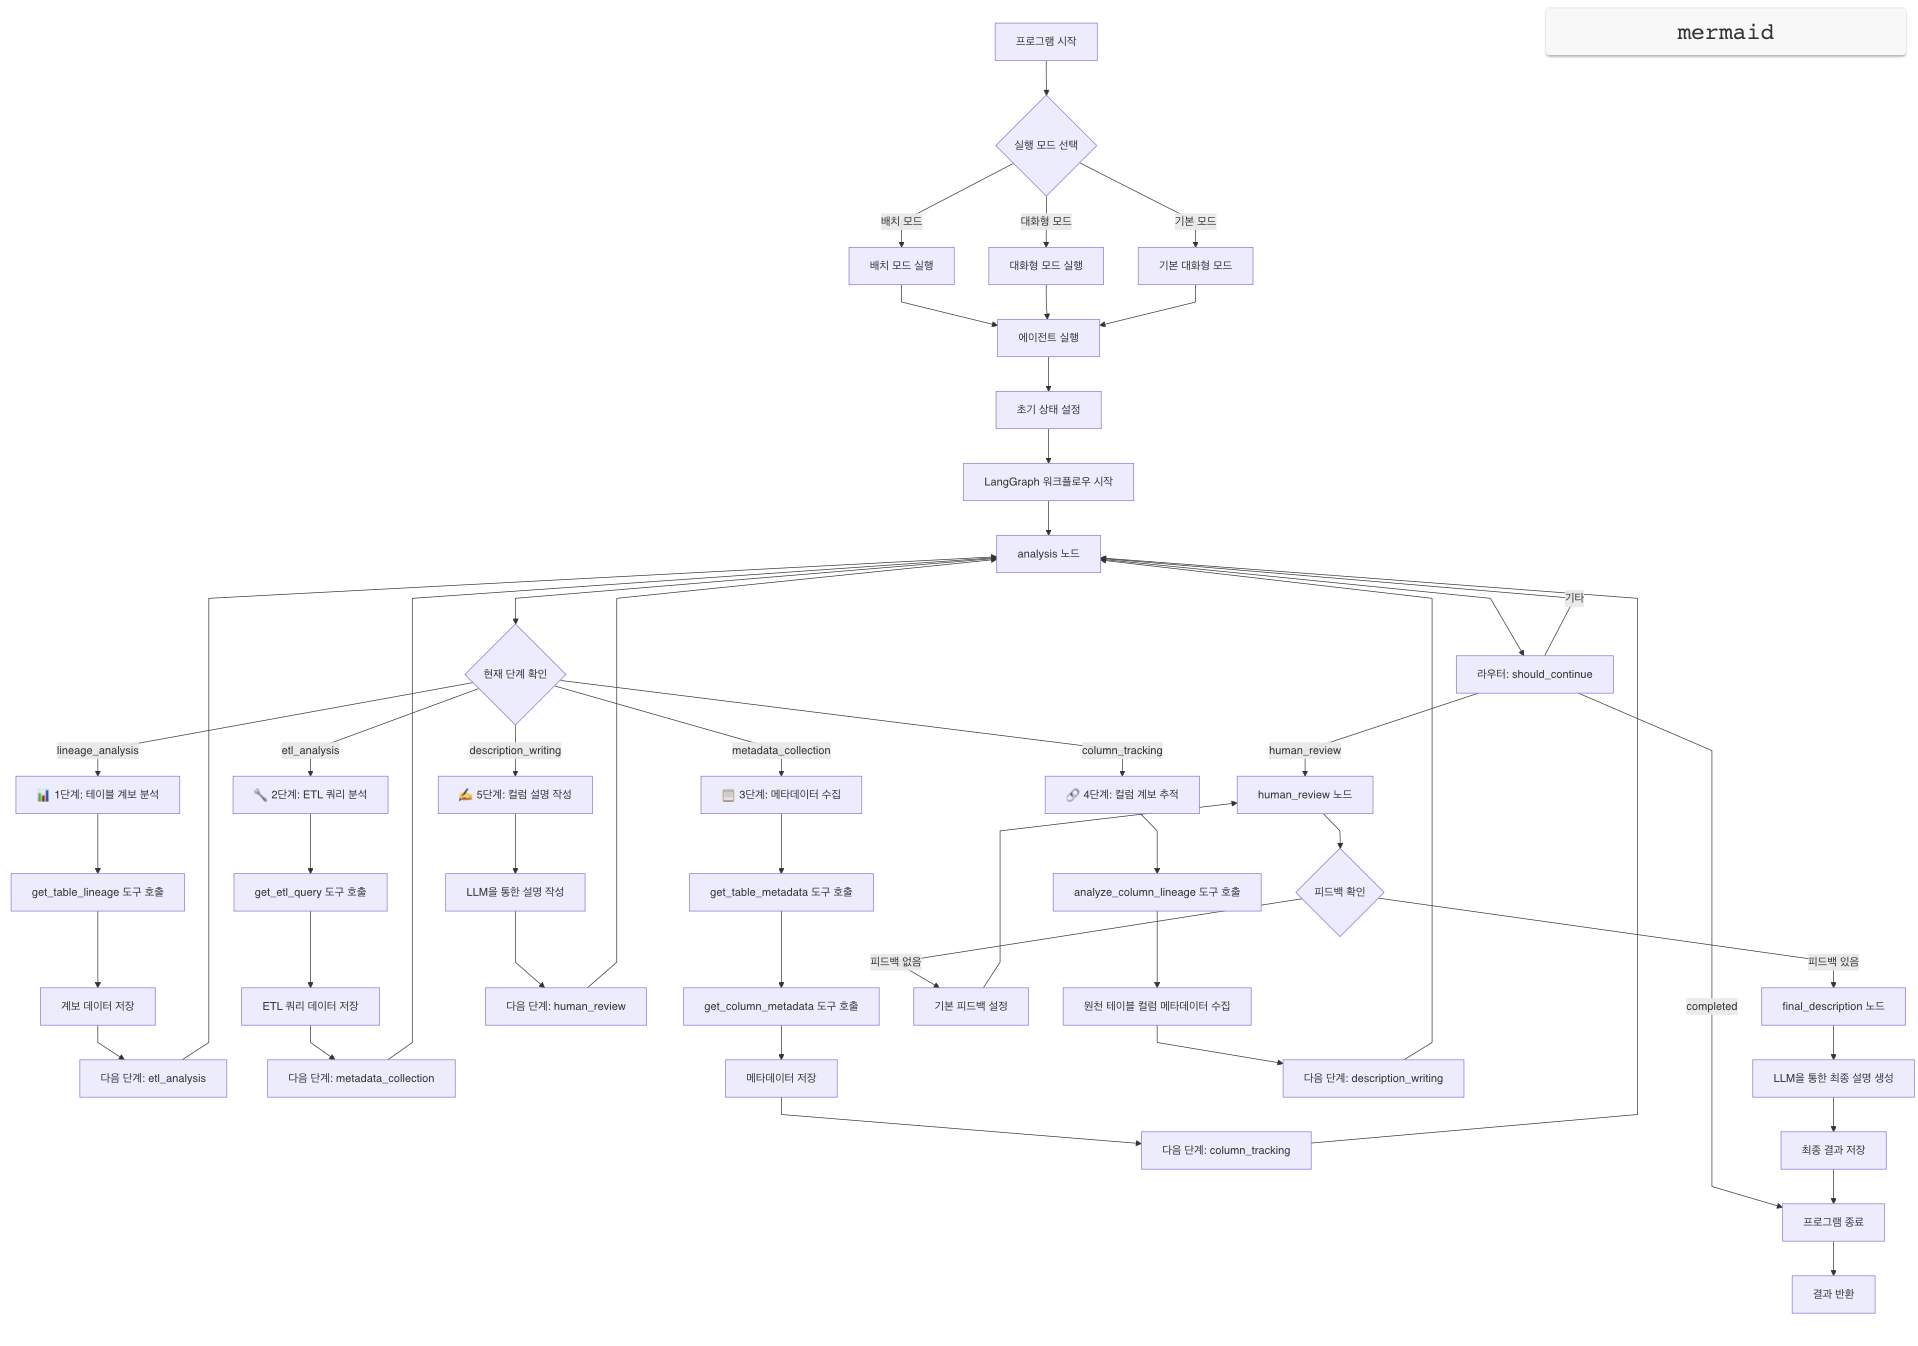 mermaid
프로그램 시작
실행 모드 선택
배치 모드
대화형 모드
기본 모드
배치 모드 실행
대화형 모드 실행
기본 대화형 모드
에이전트 실행
초기 상태 설정
LangGraph 워크플로우 시작
analysis 노드
기타
현재 단계 확인
라우터: should_continue
lineage_analysis
etl_analysis
description_writing
metadata_collection
column_tracking
human_review
📊 1단계: 테이블 계보 분석
🔧 2단계: ETL 쿼리 분석
✍️ 5단계: 컬럼 설명 작성
📋 3단계: 메타데이터 수집
🔗 4단계: 컬럼 계보 추적
human_review 노드
get_table_lineage 도구 호출
get_etl_query 도구 호출
LLM을 통한 설명 작성
get_table_metadata 도구 호출
analyze_column_lineage 도구 호출
피드백 확인
피드백 없음
피드백 있음
계보 데이터 저장
ETL 쿼리 데이터 저장
다음 단계: human_review
get_column_metadata 도구 호출
기본 피드백 설정
원천 테이블 컬럼 메타데이터 수집
completed
final_description 노드
다음 단계: etl_analysis
다음 단계: metadata_collection
메타데이터 저장
다음 단계: description_writing
LLM을 통한 최종 설명 생성
다음 단계: column_tracking
최종 결과 저장
프로그램 종료
결과 반환